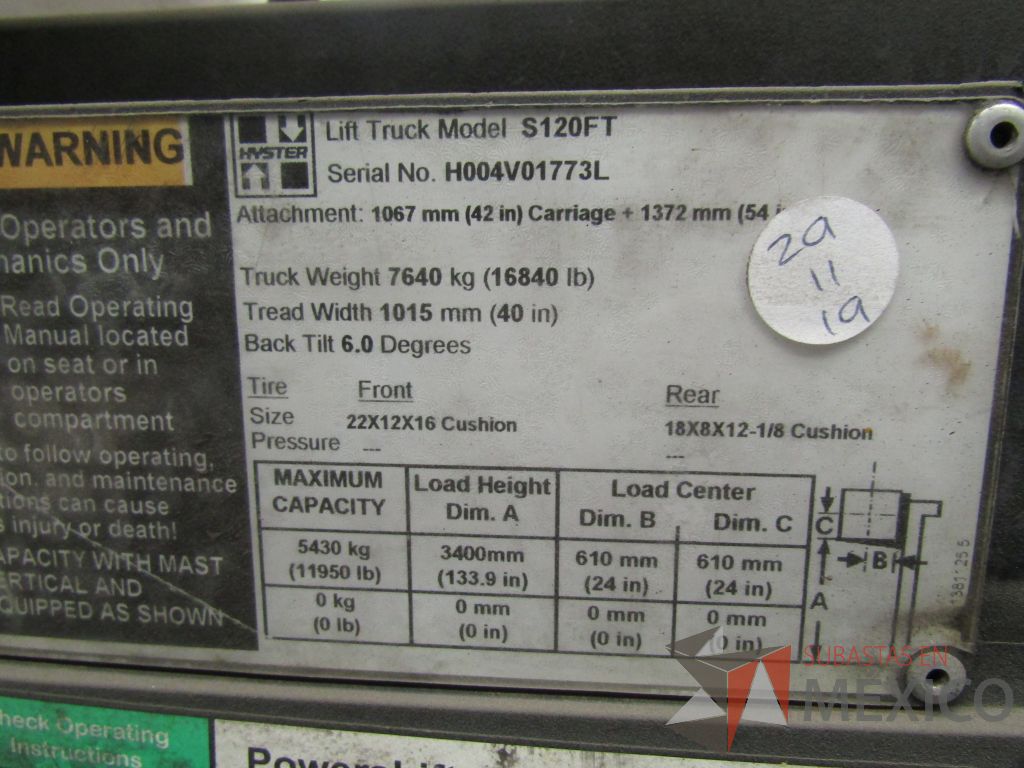 WARNING
Operators and
Only
Read Operating
Manual located
on seat or in
operators
compartment
to follow operating,
and maintenance
can cause
injury or death!
CAPACITY WITH MAST
VERTICAL AND
EQUIPPED AS SHOWN
HYSTER
Lift Truck Model S120FT
Serial No. H004V01773L
Attachment: 1067 mm (42 in) Carriage + 1372 mm (54
Truck Weight 7640 kg (16840 lb)
Tread Width 1015 mm (40 in)
Back Tilt 6.0 Degrees
29
11
19
Tire Front Rear
Size 22X12X16 Cushion 18X8X12-1/8 Cushion
Pressure --- ---
MAXIMUM CAPACITY Load Height Dim. A Load Center Dim. B Dim. C
5430 kg 3400mm 610 mm 610 mm
(11950 lb) (133.9 in) (24 in) (24 in)
0 kg 0 mm 0 mm 0 mm
(0 lb) (0 in) (0 in) (0 in)
C
B
A
1381125 5
SUBASTAS EN
MEXICO
Check Operating
Instructions